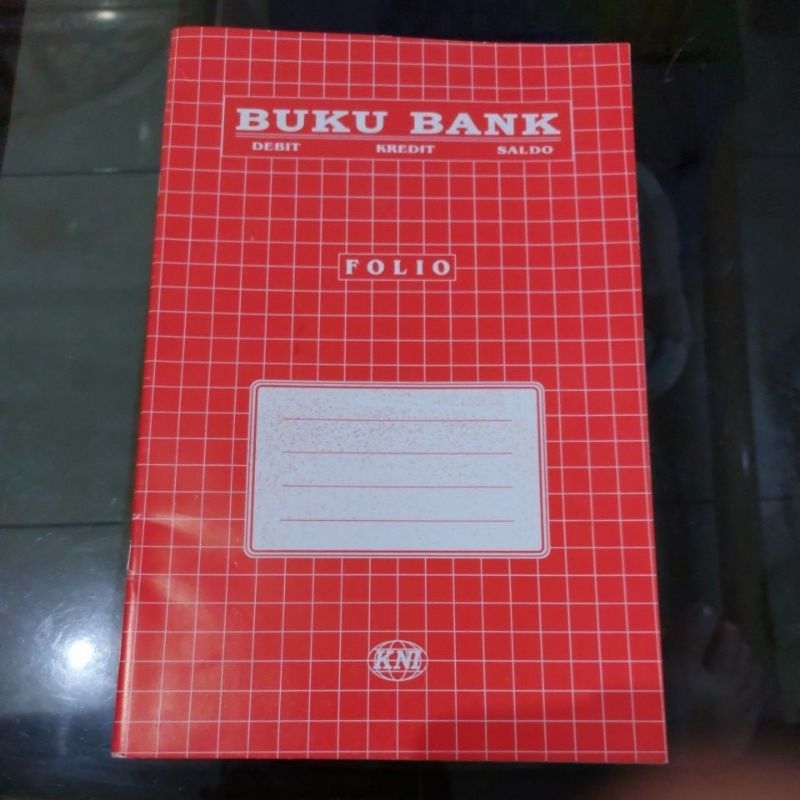 BUKU BANK
DEBIT KREDIT SALDO
FOLIO
KNI